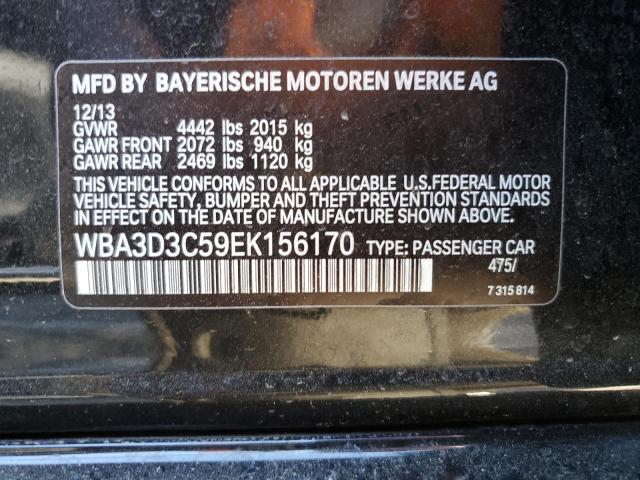 MFD BY BAYERISCHE MOTOREN WERKE AG
12/13
GVWR 4442 lbs 2015 kg
GAWR FRONT 2072 lbs 940 kg
GAWR REAR 2469 lbs 1120 kg
THIS VEHICLE CONFORMS TO ALL APPLICABLE U.S.FEDERAL MOTOR
VEHICLE SAFETY, BUMPER AND THEFT PREVENTION STANDARDS
IN EFFECT ON THE DATE OF MANUFACTURE SHOWN ABOVE.
WBA3D3C59EK156170 TYPE: PASSENGER CAR
475/
7 315 814